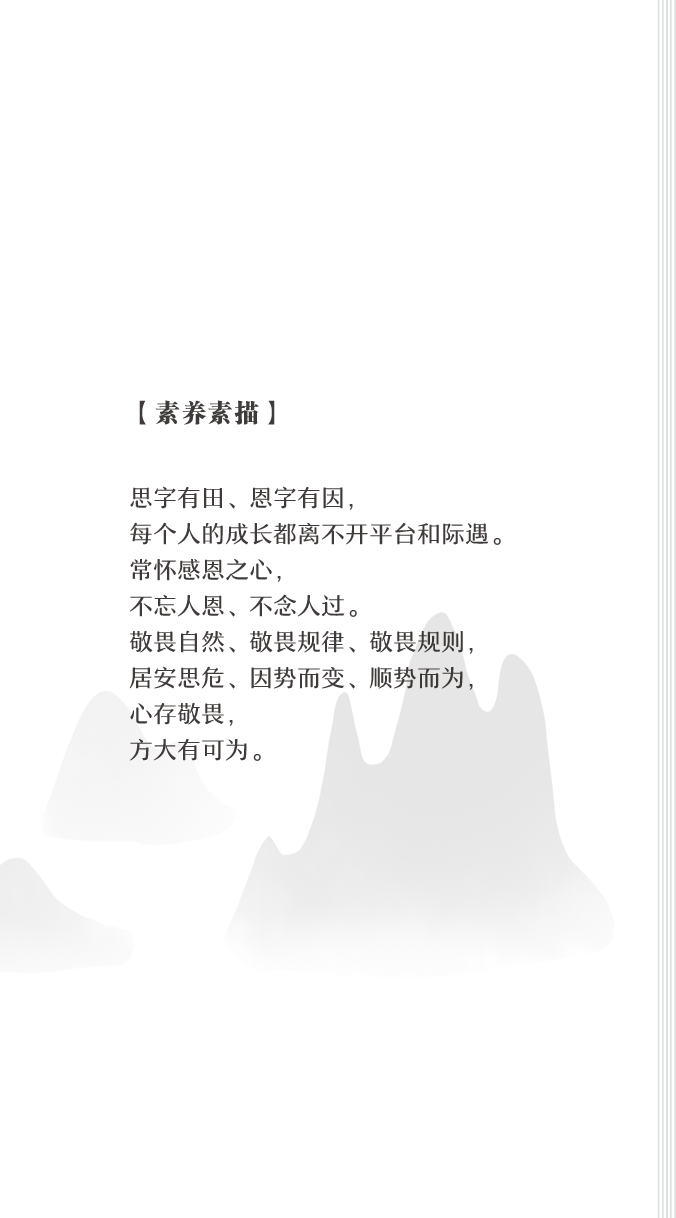 【素养素描】
思字有田、恩字有因，
每个人的成长都离不开平台和际遇。
常怀感恩之心，
不忘人恩、不念人过。
敬畏自然、敬畏规律、敬畏规则，
居安思危、因势而变、顺势而为，
心存敬畏，
方大有可为。